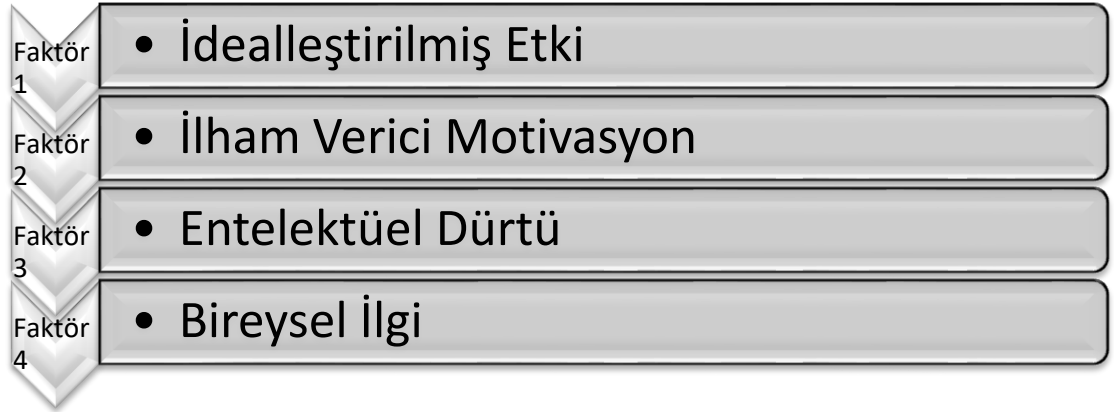 Faktör
1
• İdealleştirilmiş Etki
Faktör
2
• İlham Verici Motivasyon
Faktör
3
• Entelektüel Dürtü
Faktör
4
• Bireysel İlgi